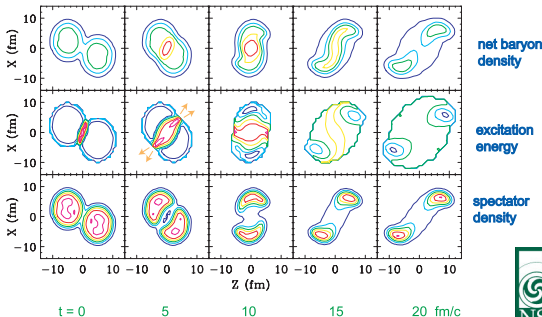 X (fm) 10 0 −10
net baryon
density
X (fm) 10 0 −10
excitation
energy
X (fm) 10 0 −10
spectator
density
−10 0 10 −10 0 10 −10 0 10 −10 0 10 −10 0 10
Z (fm)
t = 0 5 10 15 20 fm/c